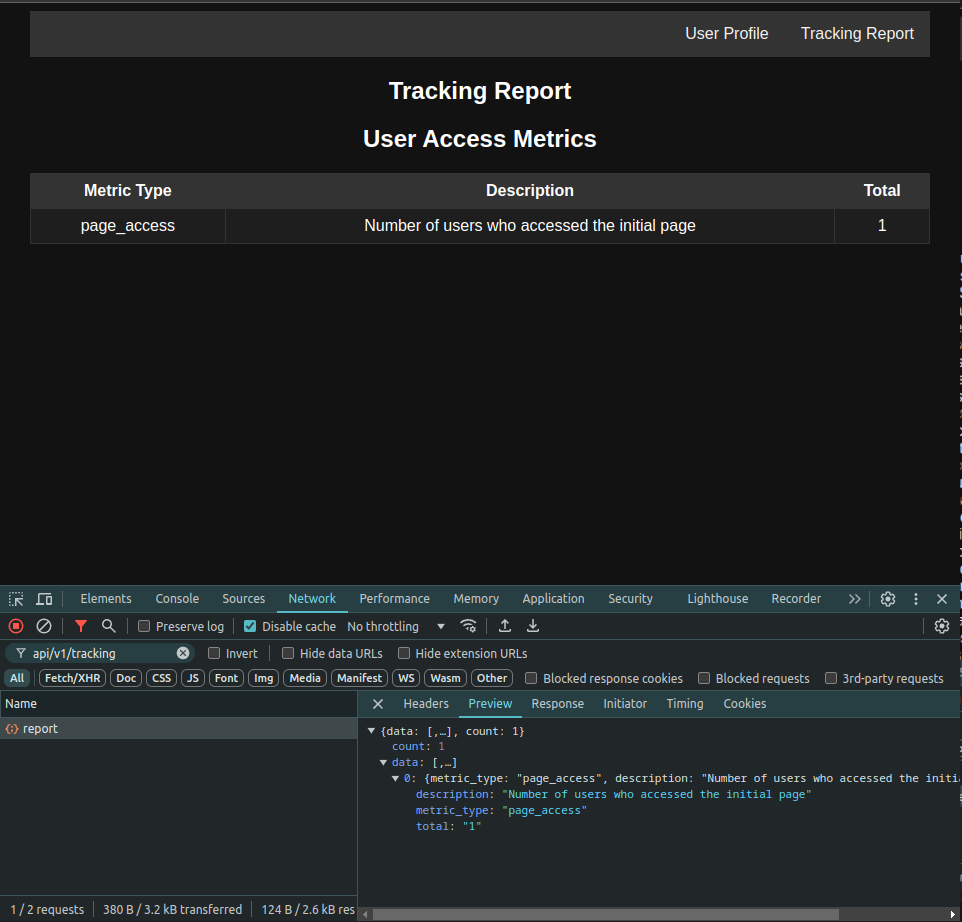 User Profile Tracking Report
Tracking Report
User Access Metrics
Metric Type Description Total
page_access Number of users who accessed the initial page 1
Elements Console Sources Network Performance Memory Application Security Lighthouse Recorder
Preserve log Disable cache No throttling
api/v1/tracking Invert Hide data URLs Hide extension URLs
All Fetch/XHR Doc CSS JS Font Img Media Manifest WS Wasm Other Blocked response cookies Blocked requests 3rd-party requests
Name Headers Preview Response Initiator Timing Cookies
report
{data: [,…], count: 1}
count: 1
data: [,…]
0: {metric_type: "page_access", description: "Number of users who accessed the initi
description: "Number of users who accessed the initial page"
metric_type: "page_access"
total: "1"
1 / 2 requests 380 B / 3.2 kB transferred 124 B / 2.6 kB res